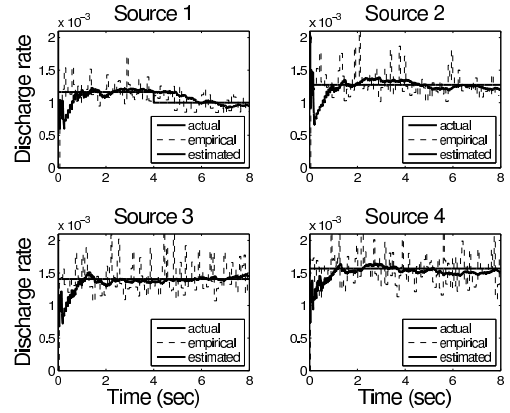 Source 1
Source 2
x 10⁻³
x 10⁻³
Discharge rate
2
1.5
1
0.5
0
2
1.5
1
0.5
0
actual
empirical
estimated
actual
empirical
estimated
0 2 4 6 8
0 2 4 6 8
Source 3
Source 4
x 10⁻³
x 10⁻³
Discharge rate
2
1.5
1
0.5
0
2
1.5
1
0.5
0
actual
empirical
estimated
actual
empirical
estimated
0 2 4 6 8
0 2 4 6 8
Time (sec)
Time (sec)